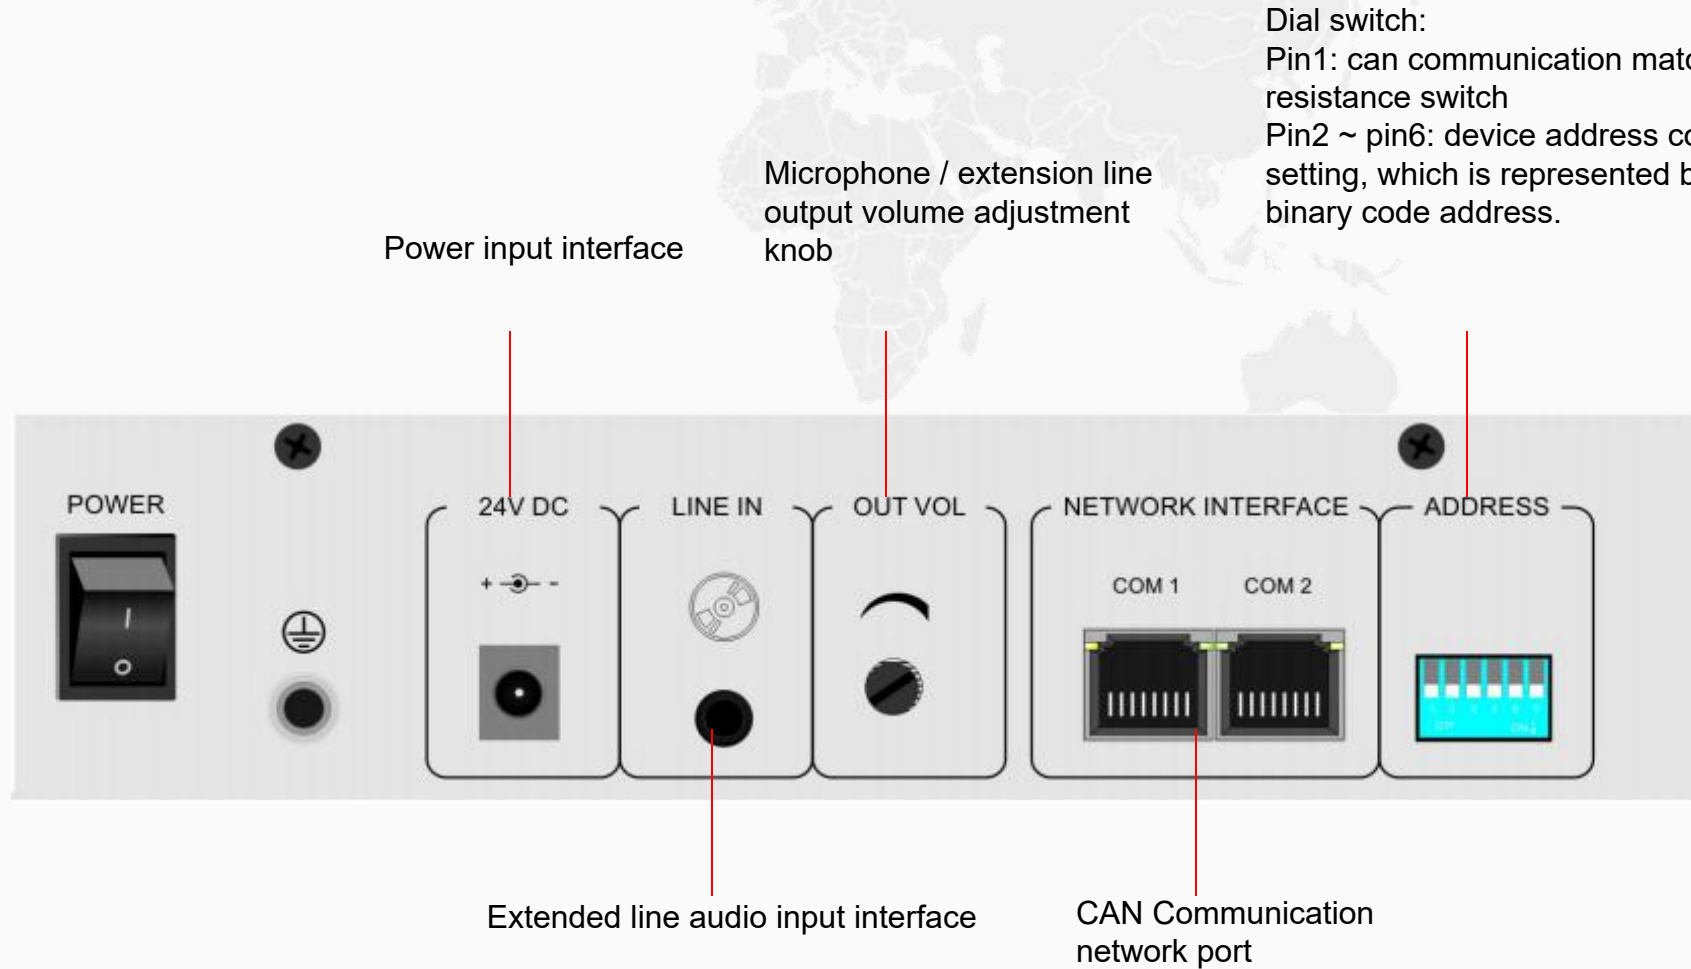 Dial switch:
Pin1: can communication
resistance switch
Pin2 ~ pin6: device address
setting, which is represented
binary code address.
Microphone / extension line
output volume adjustment
knob
Power input interface
POWER
24V DC
LINE IN
OUT VOL
NETWORK INTERFACE
ADDRESS
+ -
COM 1
COM 2
Extended line audio input interface
CAN Communication
network port